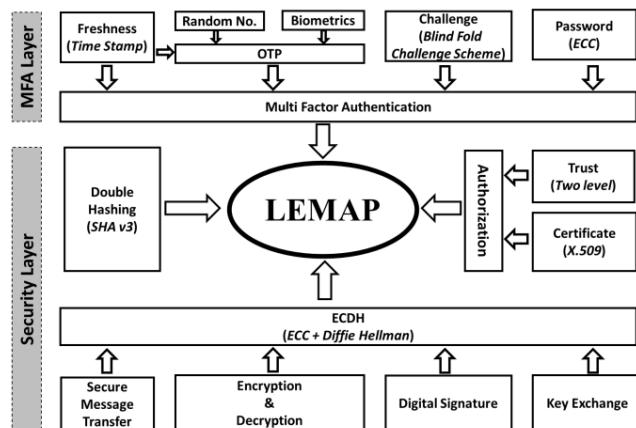 MFA Layer
Freshness
(Time Stamp)
Random No.
Biometrics
OTP
Challenge
(Blind Fold
Challenge Scheme)
Password
(ECC)
Multi Factor Authentication
Security Layer
Double
Hashing
(SHA v3)
LEMAP
Authorization
Trust
(Two level)
Certificate
(X.509)
ECDH
(ECC + Diffie Hellman)
Secure
Message
Transfer
Encryption
&
Decryption
Digital Signature
Key Exchange